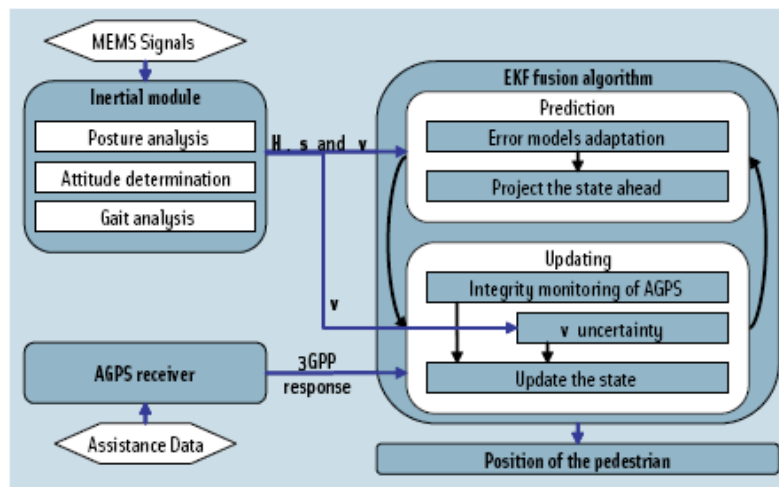 MEMS Signals
Inertial module
Posture analysis
Attitude determination
Gait analysis
H, s and v
v
AGPS receiver
3GPP
response
Assistance Data
EKF fusion algorithm
Prediction
Error models adaptation
Project the state ahead
Updating
Integrity monitoring of AGPS
v uncertainty
Update the state
Position of the pedestrian